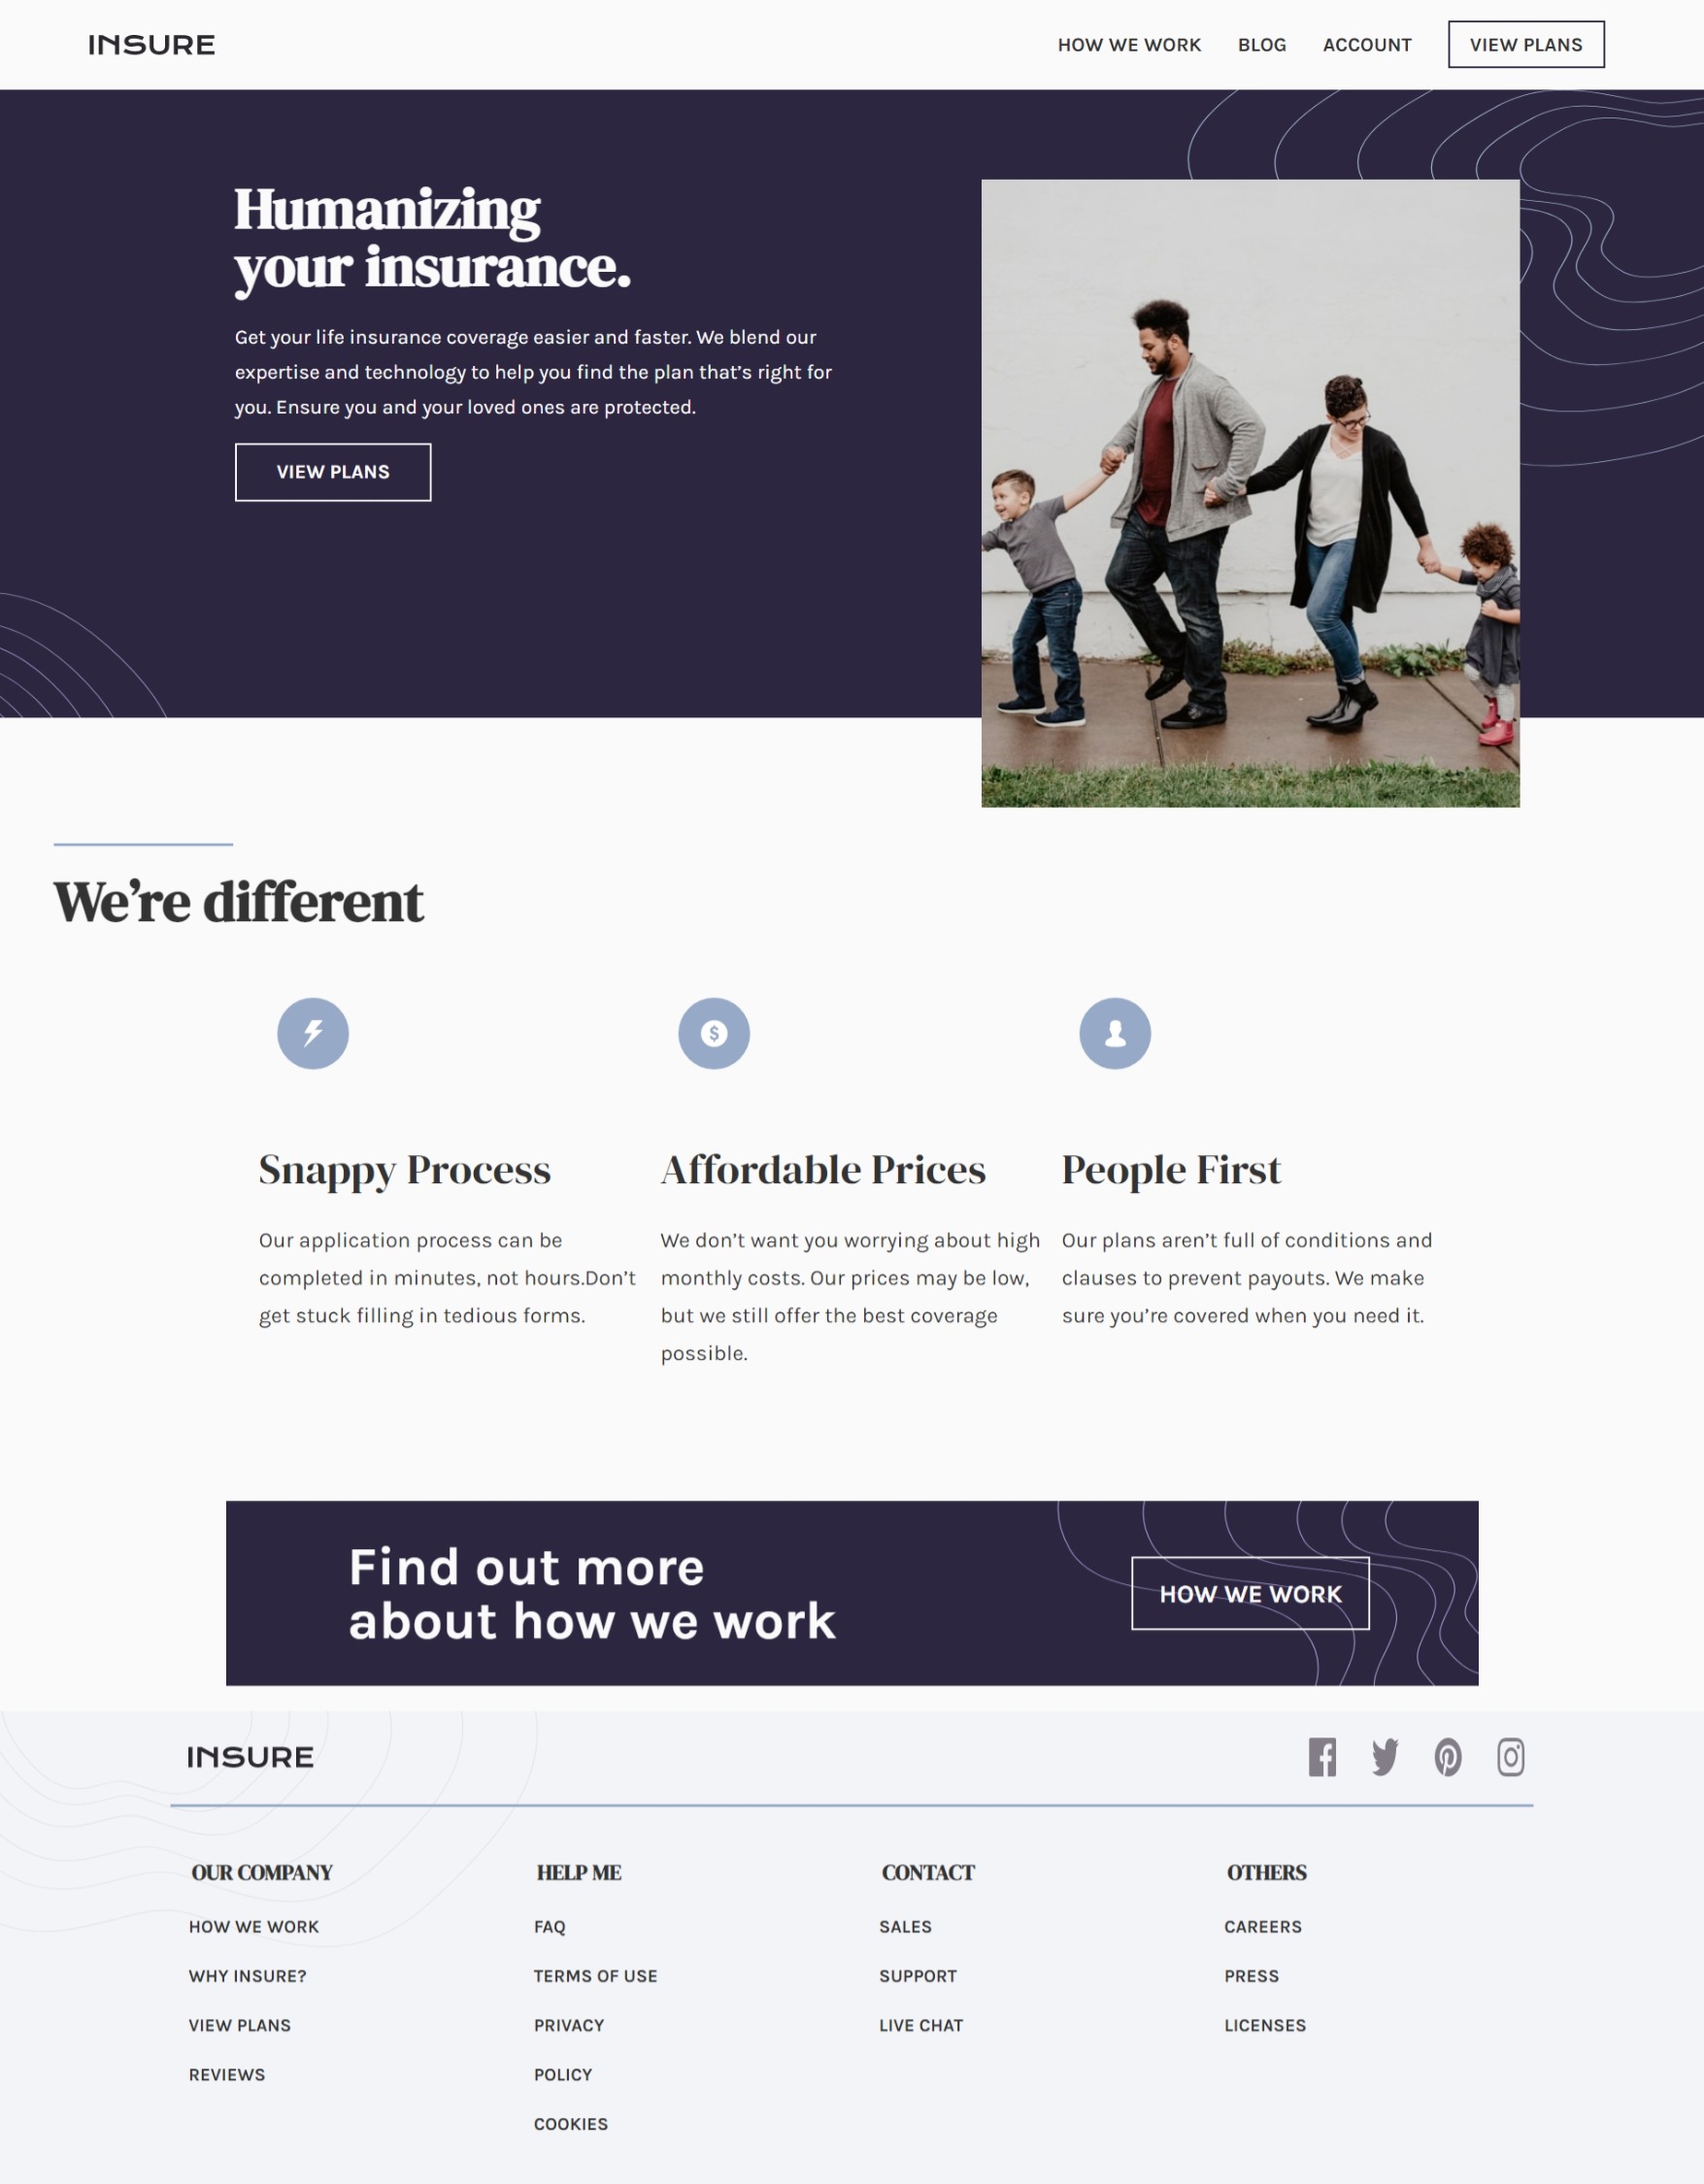 INSURE
HOW WE WORK
BLOG
ACCOUNT
VIEW PLANS
Humanizing
your insurance.
Get your life insurance coverage easier and faster. We blend our
expertise and technology to help you find the plan that’s right for
you. Ensure you and your loved ones are protected.
VIEW PLANS
We’re different
$
Snappy Process
Our application process can be
completed in minutes, not hours.Don’t
get stuck filling in tedious forms.
Affordable Prices
We don’t want you worrying about high
monthly costs. Our prices may be low,
but we still offer the best coverage
possible.
People First
Our plans aren’t full of conditions and
clauses to prevent payouts. We make
sure you’re covered when you need it.
Find out more
about how we work
HOW WE WORK
INSURE
OUR COMPANY
HOW WE WORK
WHY INSURE?
VIEW PLANS
REVIEWS
HELP ME
FAQ
TERMS OF USE
PRIVACY
POLICY
COOKIES
CONTACT
SALES
SUPPORT
LIVE CHAT
OTHERS
CAREERS
PRESS
LICENSES